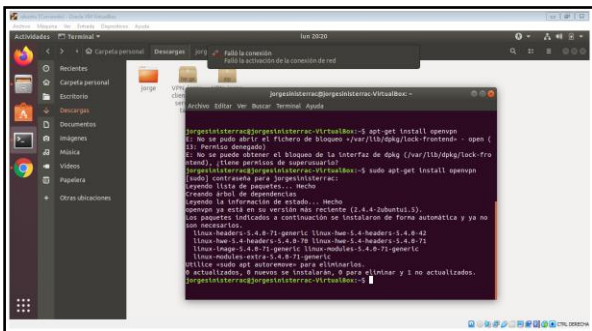 Archivo Máquina Ver Entrada Dispositivos Ayuda
Actividades Terminal lun 20:20
Carpeta personal Descargas jorg
Falló la conexión
Falló la activación de la conexión de red
Recientes
Carpeta personal
Escritorio
Descargas
Documentos
Imágenes
Música
Vídeos
Papelera
Otras ubicaciones
jorge
VPN
clien
jorgesinisterrac@jorgesinisterrac-VirtualBox: ~
Archivo Editar Ver Buscar Terminal Ayuda
jorgesinisterrac@jorgesinisterrac-VirtualBox:~$ apt-get install openvpn
E: No se pudo abrir el fichero de bloqueo «/var/lib/dpkg/lock-frontend» - open (
13: Permiso denegado)
E: No se puede obtener el bloqueo de la interfaz de dpkg (/var/lib/dpkg/lock-fro
ntend), ¿tiene permisos de superusuario?
jorgesinisterrac@jorgesinisterrac-VirtualBox:~$ sudo apt-get install openvpn
[sudo] contraseña para jorgesinisterrac:
Leyendo lista de paquetes... Hecho
Creando árbol de dependencias
Leyendo la información de estado... Hecho
openvpn ya está en su versión más reciente (2.4.4-2ubuntu1.5).
Los paquetes indicados a continuación se instalaron de forma automática y ya no
son necesarios.
linux-headers-5.4.0-71-generic linux-hwe-5.4-headers-5.4.0-42
linux-hwe-5.4-headers-5.4.0-70 linux-hwe-5.4-headers-5.4.0-71
linux-image-5.4.0-71-generic linux-modules-5.4.0-71-generic
linux-modules-extra-5.4.0-71-generic
Utilice «sudo apt autoremove» para eliminarlos.
0 actualizados, 0 nuevos se instalarán, 0 para eliminar y 1 no actualizados.
jorgesinisterrac@jorgesinisterrac-VirtualBox:~$
CTRL DERECHA